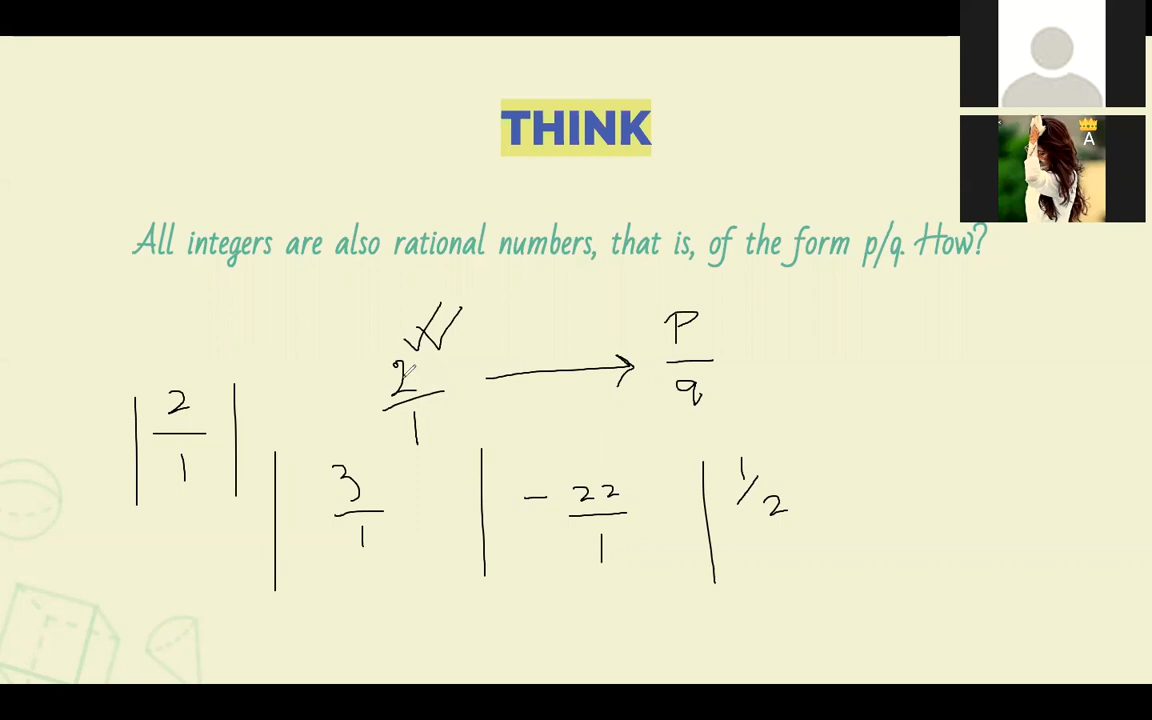 THINK
All integers are also rational numbers, that is, of the form p/q. How?
2/1 → P/q
| 2/1 |
| 3/1 | - 22/1 | 1/2
A